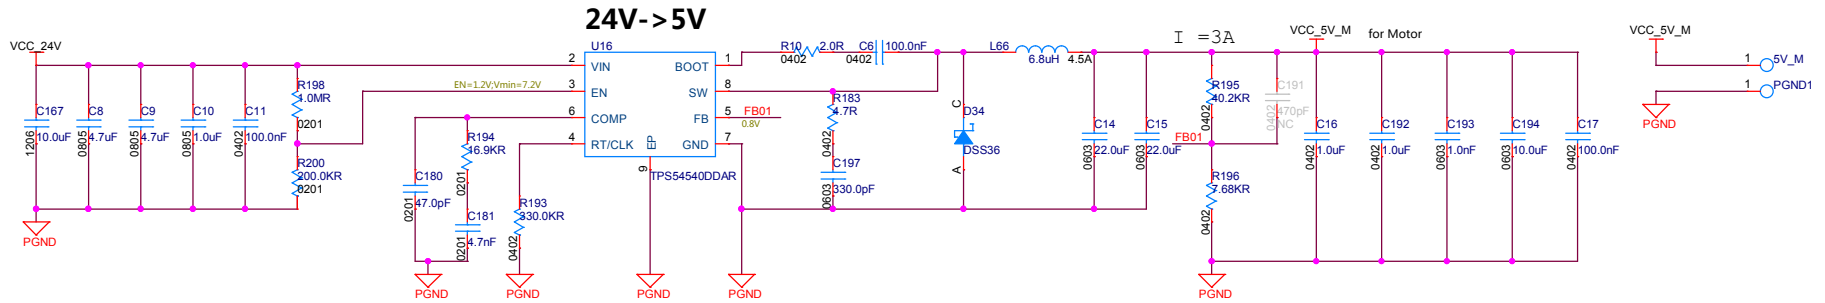 24V->5V
VCC_24V
C167
10.0uF
1206
C8
4.7uF
0805
C9
4.7uF
0805
C10
1.0uF
0805
C11
100.0nF
0402
R198
1.0MR
0201
R200
200.0KR
0201
PGND
EN=1.2V;Vmin=7.2V
C180
47.0pF
0201
R194
16.9KR
0201
C181
4.7nF
0201
PGND
R193
330.0KR
0402
PGND
U16
2 VIN BOOT 1
3 EN SW 8
6 COMP FB 5
4 RT/CLK GND 7
EP
9
TPS54540DDAR
PGND
FB01
0.8V
PGND
R10 2.0R
0402
C6 100.0nF
0402
R183
4.7R
0402
C197
330.0pF
0603
C
D34
DSS36
A
L66
6.8uH
4.5A
C14
22.0uF
0603
C15
22.0uF
0603
I =3A
R195
40.2KR
0402
C191
470pF
NC
0402
FB01
R196
7.68KR
0402
PGND
VCC_5V_M
for Motor
C16
1.0uF
0402
C192
1.0uF
0402
C193
1.0nF
0603
C194
10.0uF
0402
C17
100.0nF
0402
VCC_5V_M
1 5V_M
1 PGND1
PGND